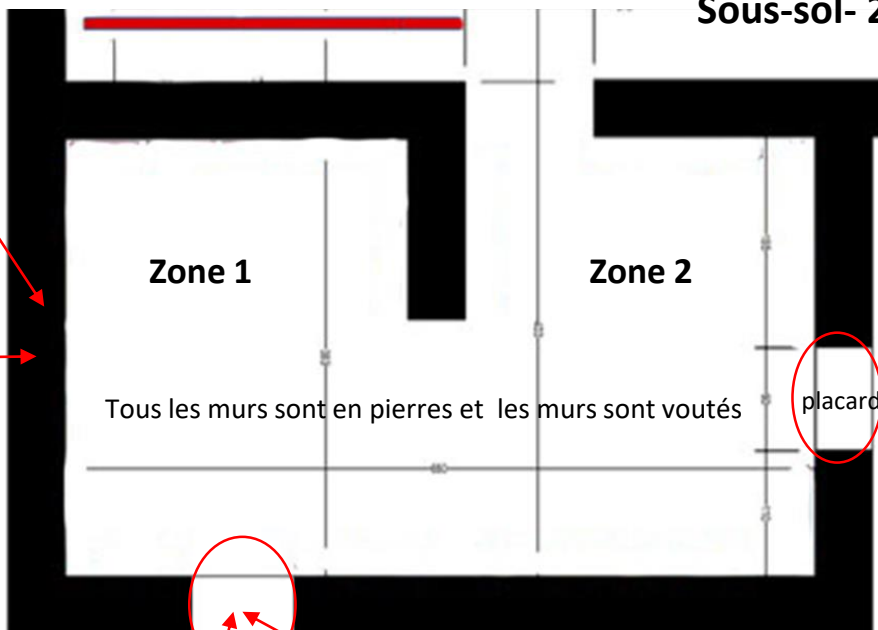 Sous-sol- 2
Zone 1
Zone 2
Tous les murs sont en pierres et les murs sont voutés
placard